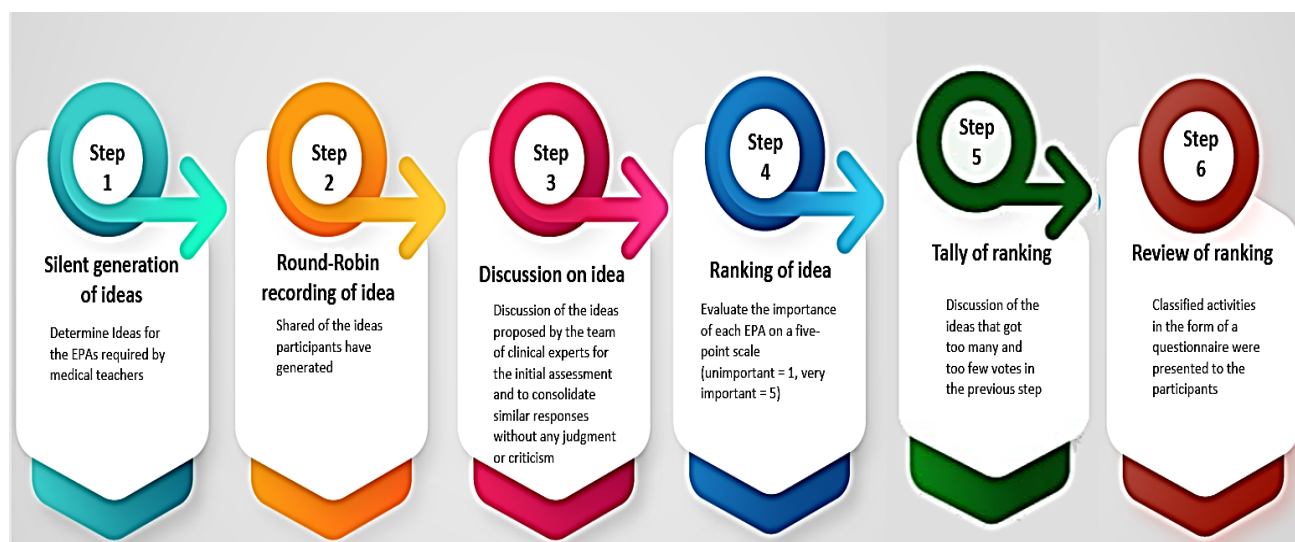 Step
1
Silent generation
of ideas
Determine Ideas for
the EPAs required by
medical teachers
Step
2
Round-Robin
recording of idea
Shared of the ideas
participants have
generated
Step
3
Discussion on idea
Discussion of the ideas
proposed by the team
of clinical experts for
the initial assessment
and to consolidate
similar responses
without any judgment
or criticism
Step
4
Ranking of idea
Evaluate the importance
of each EPA on a five-
point scale
(unimportant = 1, very
important = 5)
Step
5
Tally of ranking
Discussion of the
ideas that got
too many and
too few votes in
the previous step
Step
6
Review of ranking
Classified activities
in the form of a
questionnaire were
presented to the
participants